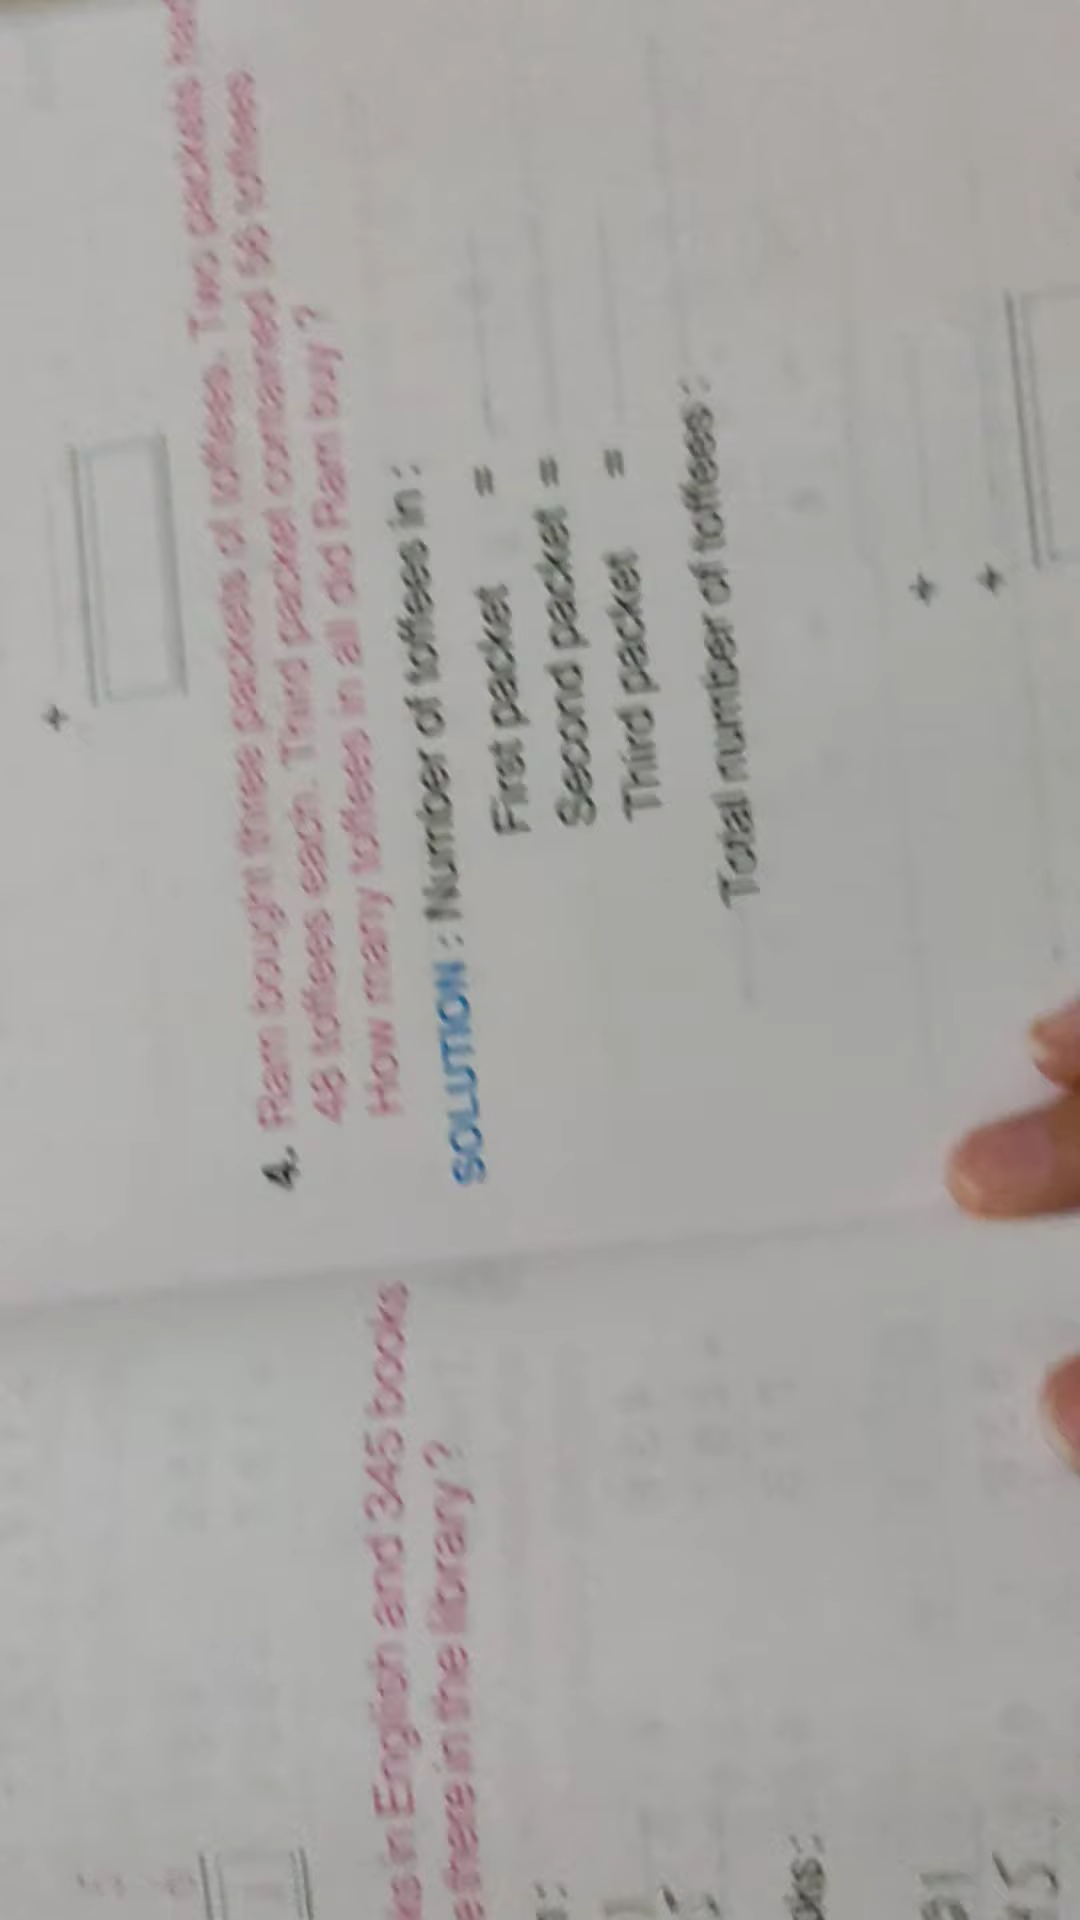 4. Ram bought three packets of toffees. Two packets had
48 toffees each. Third packet contained 56 toffees
How many toffees in all did Ram buy ?
SOLUTION : Number of toffees in :
First packet =
Second packet =
Third packet =
Total number of toffees :
+
+
+
in English and 345 books
there in the library ?